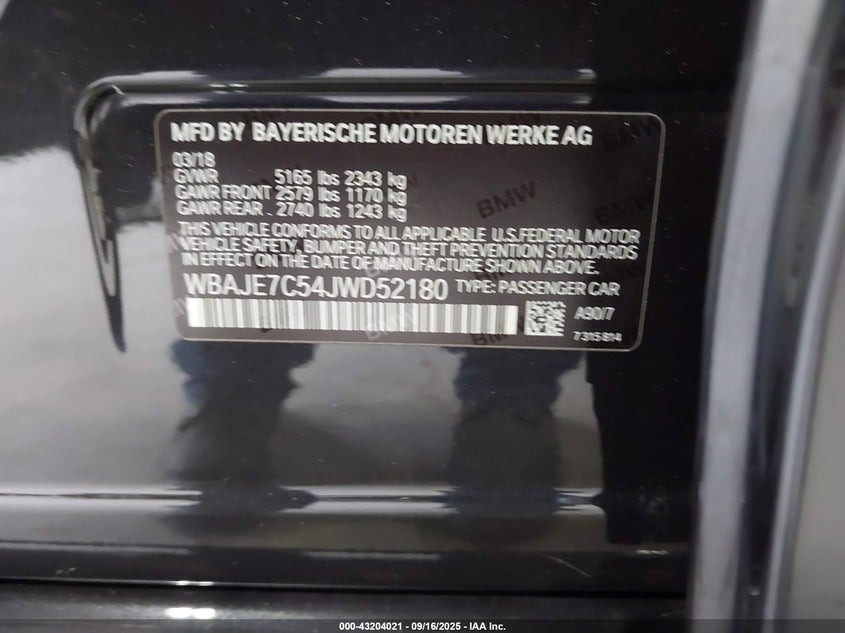 MFD BY BAYERISCHE MOTOREN WERKE AG
03/18
GVWR 5165 lbs 2343 kg
GAWR FRONT 2579 lbs 1170 kg
GAWR REAR . 2740 lbs 1243 kg
THIS VEHICLE CONFORMS TO ALL APPLICABLE U.S.FEDERAL MOTOR
VEHICLE SAFETY, BUMPER AND THEFT PREVENTION STANDARDS
IN EFFECT ON THE DATE OF MANUFACTURE SHOWN ABOVE.
WBAJE7C54JWD52180 TYPE: PASSENGER CAR
A90/7
7315814
BMW
000-43204021 - 09/16/2025 - IAA Inc.